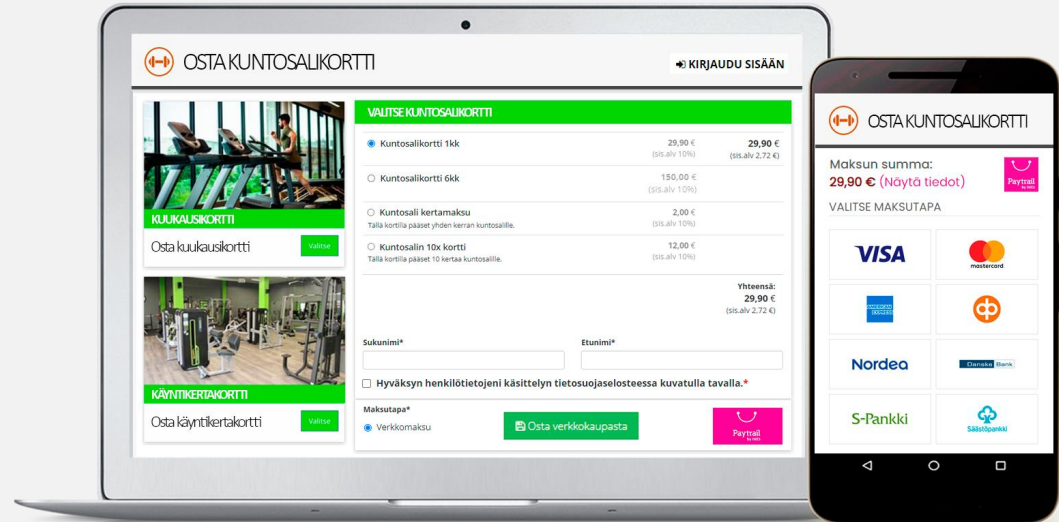 OSTA KUNTOSALIKORTTI
KIRJAUDU SISÄÄN
KUUKAUSIKORTTI
Osta kuukausikortti
Valitse
KÄYNTIKERTAKORTTI
Osta käyntikertakortti
Valitse
VALITSE KUNTOSALIKORTTI
Kuntosalikortti 1kk 29,90 € 29,90 €
(sis.alv 10%) (sis.alv 2,72 €)
Kuntosalikortti 6kk 150,00 €
(sis.alv 10%)
Kuntosali kertamaksu 2,00 €
Tällä kortilla pääset yhden kerran kuntosalille. (sis.alv 10%)
Kuntosalin 10x kortti 12,00 €
Tällä kortilla pääset 10 kertaa kuntosalille. (sis.alv 10%)
Yhteensä:
29,90 €
(sis.alv 2,72 €)
Sukunimi* Etunimi*
Hyväksyn henkilötietojeni käsittelyn tietosuojaselosteessa kuvatulla tavalla.*
Maksutapa*
Verkkomaksu
Osta verkkokaupasta
Paytrail
by nets
OSTA KUNTOSALIKORTTI
Maksun summa:
29,90 € (Näytä tiedot)
Paytrail
by nets
VALITSE MAKSUTAPA
VISA
mastercard
AMERICAN
EXPRESS
OP
Nordea
Danske Bank
S-Pankki
Säästöpankki